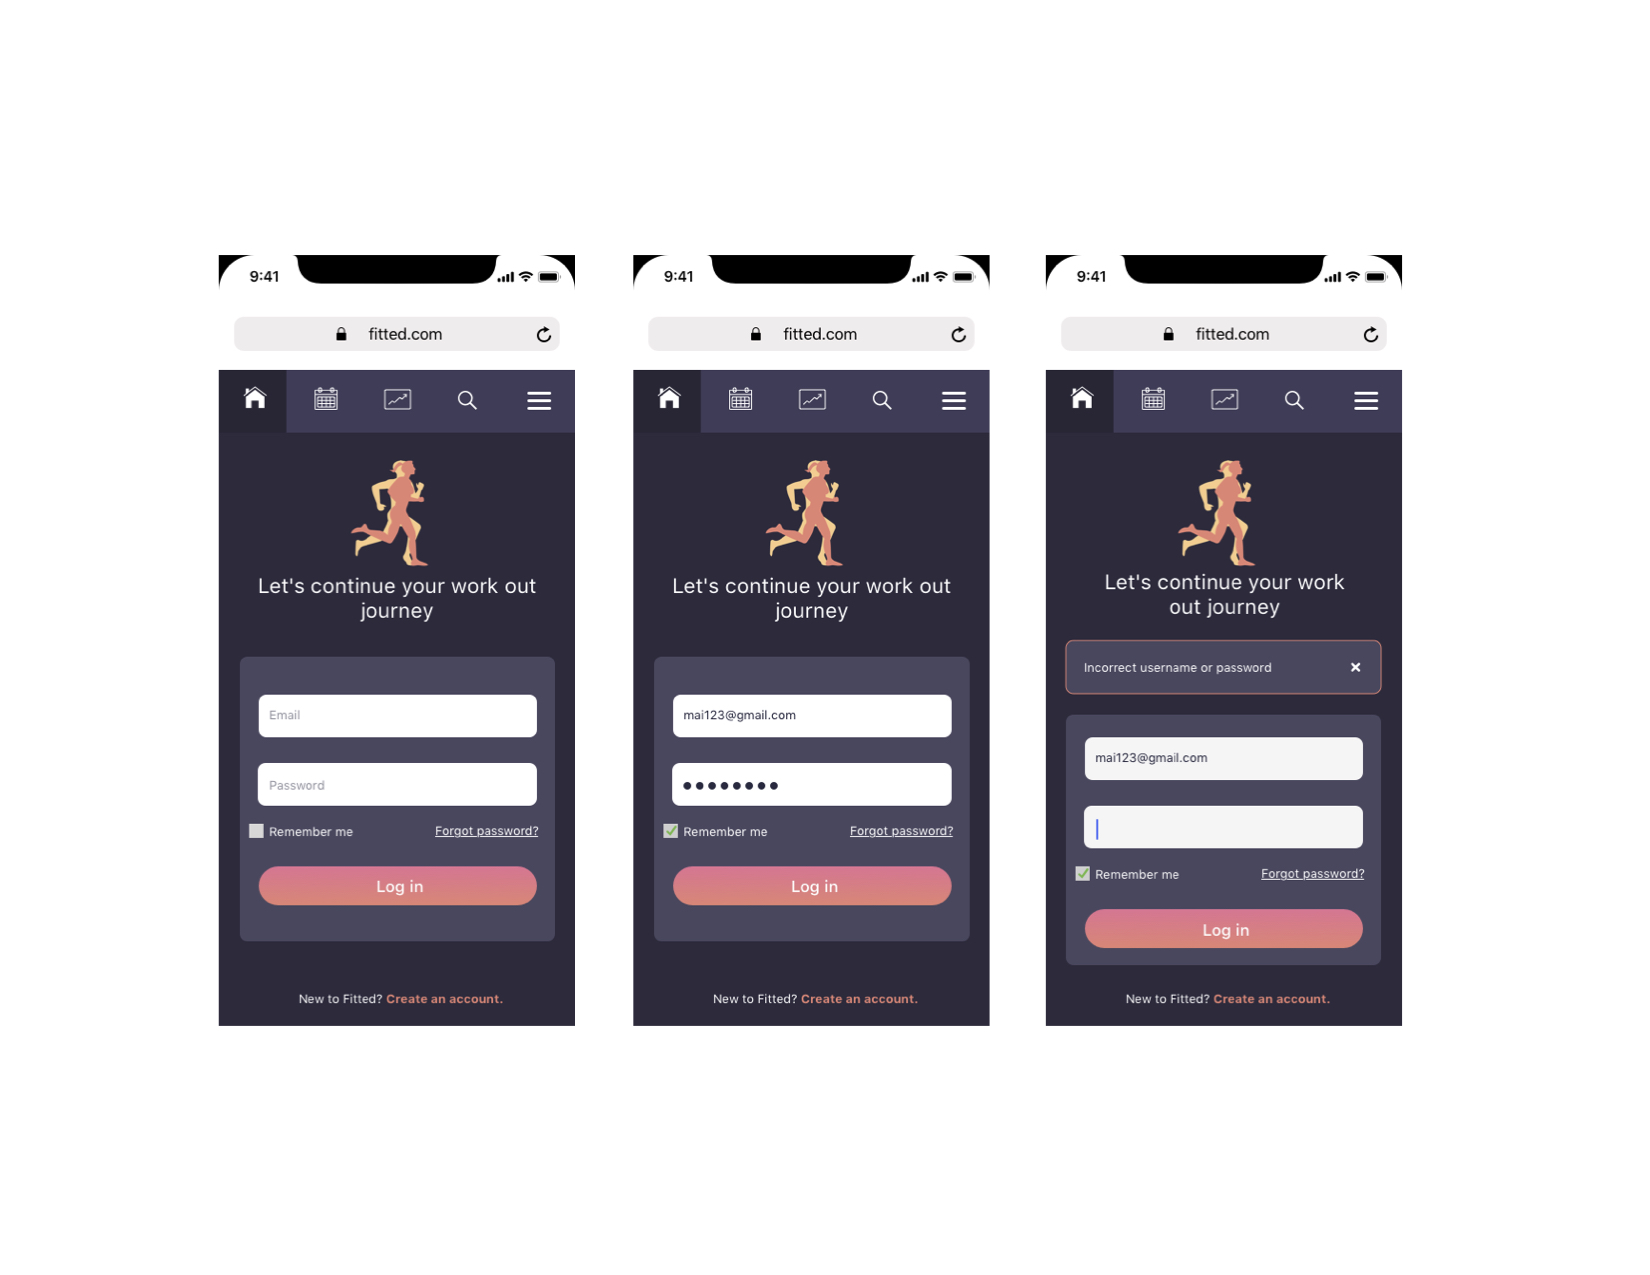 9:41
fitted.com
Let's continue your work out
journey
Email
Password
Remember me
Forgot password?
Log in
New to Fitted? Create an account.
9:41
fitted.com
Let's continue your work out
journey
mai123@gmail.com
Remember me
Forgot password?
Log in
New to Fitted? Create an account.
9:41
fitted.com
Let's continue your work
out journey
Incorrect username or password
mai123@gmail.com
Remember me
Forgot password?
Log in
New to Fitted? Create an account.